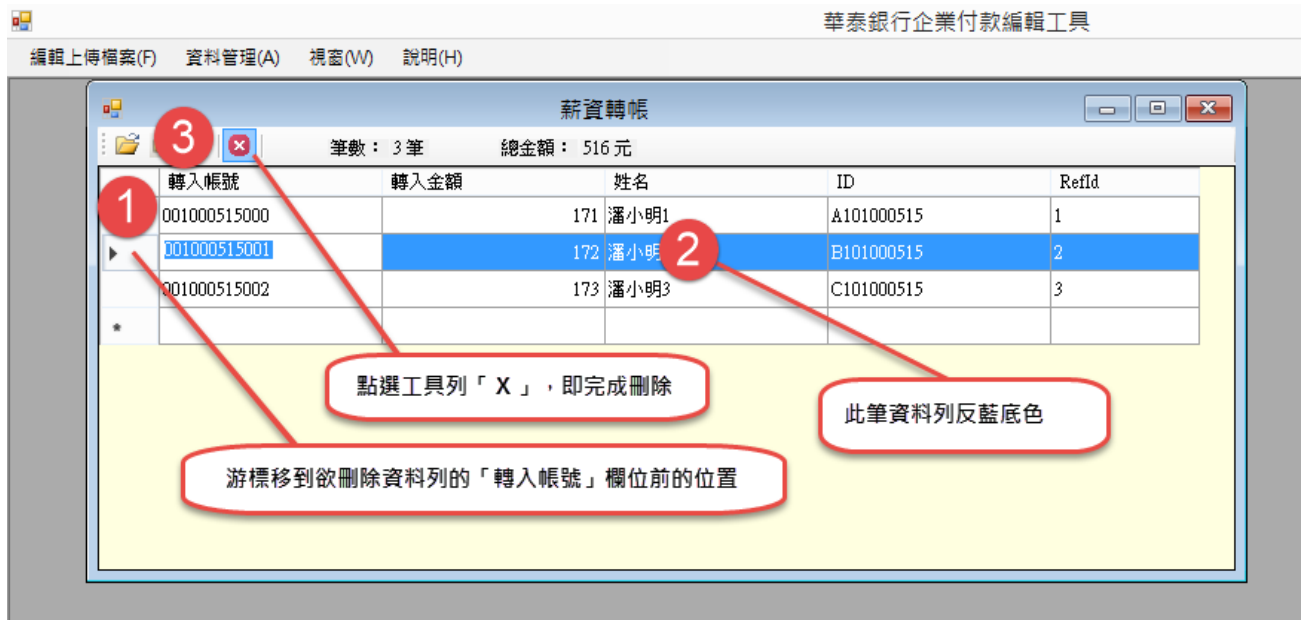 華泰銀行企業付款編輯工具
編輯上傳檔案(F) 資料管理(A) 視窗(W) 說明(H)
薪資轉帳
3 筆數： 3 筆 總金額： 516 元
轉入帳號 轉入金額 姓名 ID RefId
1 001000515000 171 潘小明1 A101000515 1
001000515001 172 潘小明 2 B101000515 2
001000515002 173 潘小明3 C101000515 3
*
點選工具列「 X 」，即完成刪除
此筆資料列反藍底色
游標移到欲刪除資料列的「轉入帳號」欄位前的位置